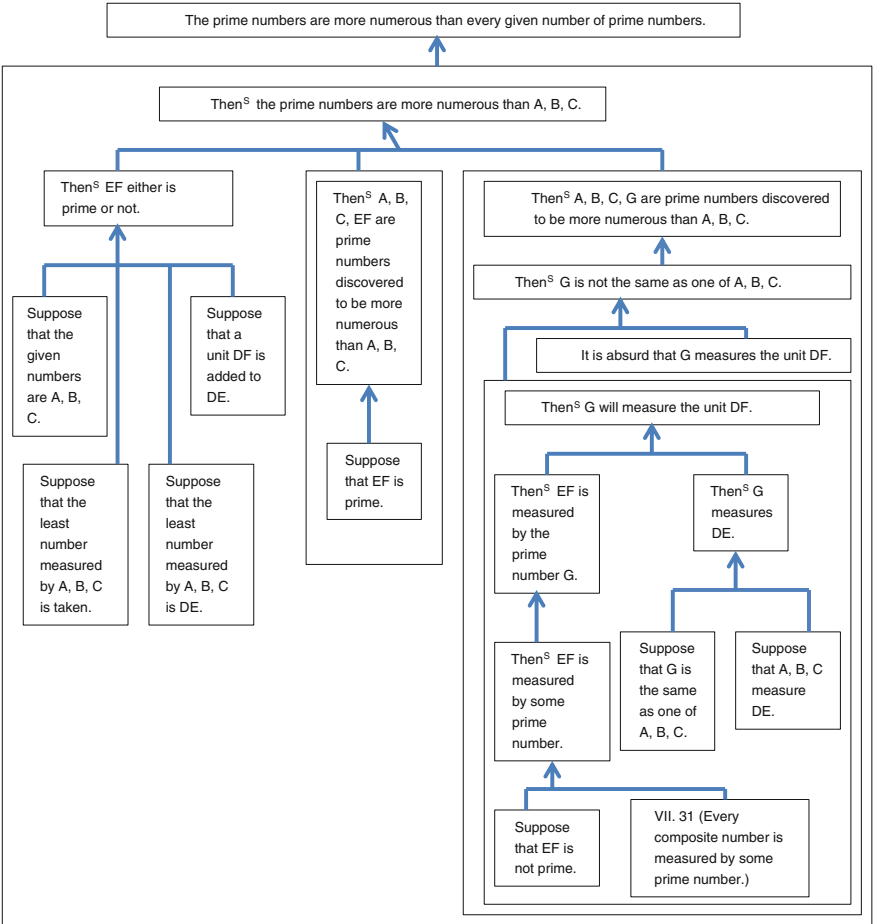 The prime numbers are more numerous than every given number of prime numbers.
Then^S the prime numbers are more numerous than A, B, C.
Then^S EF either is
prime or not.
Suppose
that the
given
numbers
are A, B,
C.
Suppose
that a
unit DF is
added to
DE.
Suppose
that the
least
number
measured
by A, B, C
is taken.
Suppose
that the
least
number
measured
by A, B, C
is DE.
Then^S A, B,
C, EF are
prime
numbers
discovered
to be more
numerous
than A, B,
C.
Suppose
that EF is
prime.
Then^S A, B, C, G are prime numbers discovered
to be more numerous than A, B, C.
Then^S G is not the same as one of A, B, C.
It is absurd that G measures the unit DF.
Then^S G will measure the unit DF.
Then^S EF is
measured
by the
prime
number G.
Then^S G
measures
DE.
Then^S EF is
measured
by some
prime
number.
Suppose
that G is
the same
as one of
A, B, C.
Suppose
that A, B, C
measure
DE.
Suppose
that EF is
not prime.
VII. 31 (Every
composite number is
measured by some
prime number.)